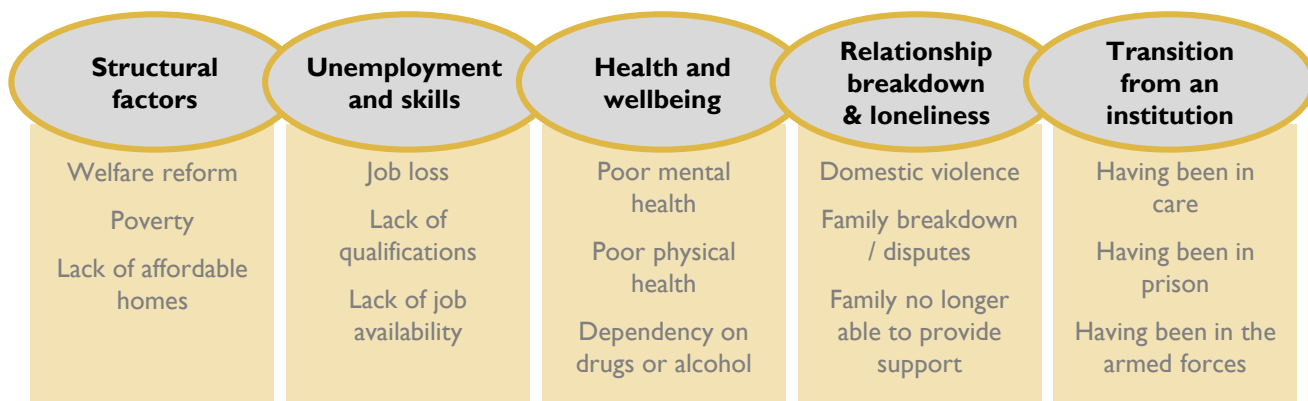 Structural
factors
Welfare reform
Poverty
Lack of affordable
homes
Unemployment
and skills
Job loss
Lack of
qualifications
Lack of job
availability
Health and
wellbeing
Poor mental
health
Poor physical
health
Dependency on
drugs or alcohol
Relationship
breakdown
& loneliness
Domestic violence
Family breakdown
/ disputes
Family no longer
able to provide
support
Transition
from an
institution
Having been in
care
Having been in
prison
Having been in the
armed forces